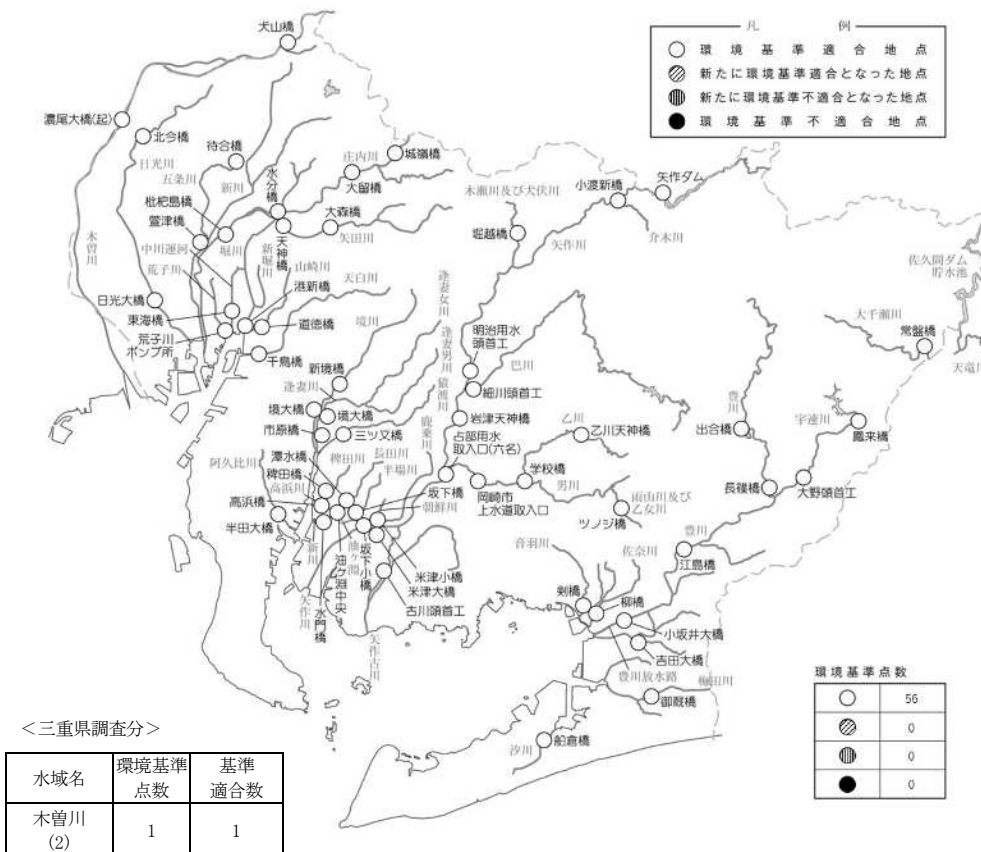 凡 例
環境基準適合地点
新たに環境基準適合となった地点
新たに環境基準不適合となった地点
環境基準不適合地点
犬山橋
濃尾大橋(起)
北今橋
待合橋
城嶺橋
庄内川
日光川
五条川
新川
水分橋
大留橋
枇杷島橋
大森橋
矢田川
萱津橋
天神橋
堀川
中川運河
新堀川
荒子川
山崎川
港新橋
天白川
木曽川
日光大橋
東海橋
道徳橋
荒子川
ポンプ所
千鳥橋
木瀬川及び犬伏川
小渡新橋
矢作ダム
堀越橋
矢作川
介木川
佐久間ダム
貯水池
大千瀬川
常盤橋
天竜川
逢妻女川
逢妻男川
境川
猿渡川
明治用水
頭首工
巴川
細川頭首工
新境橋
逢妻川
境大橋
境大橋
岩津天神橋
市原橋
三ツ又橋
鹿乗川
占部用水
取入口(六名)
乙川
乙川天神橋
豊川
出合橋
宇連川
鳳来橋
潭水橋
長田川
稗田川
半場川
阿久比川
稗田橋
高浜川
高浜橋
坂下橋
朝鮮川
学校橋
男川
岡崎市
上水道取入口
雨山川及び
乙女川
ツノジ橋
長篠橋
大野頭首工
半田大橋
新川
油ヶ淵
坂下小橋
油ヶ淵中央
水門橋
矢作川
米津小橋
米津大橋
古川頭首工
矢作古川
豊川
音羽川
佐奈川
江島橋
剣橋
柳橋
小坂井大橋
吉田大橋
豊川放水路
梅田川
御厩橋
船倉橋
汐川
環境基準点数
56
0
0
0
＜三重県調査分＞
水域名 環境基準点数 基準適合数
木曽川(2) 1 1